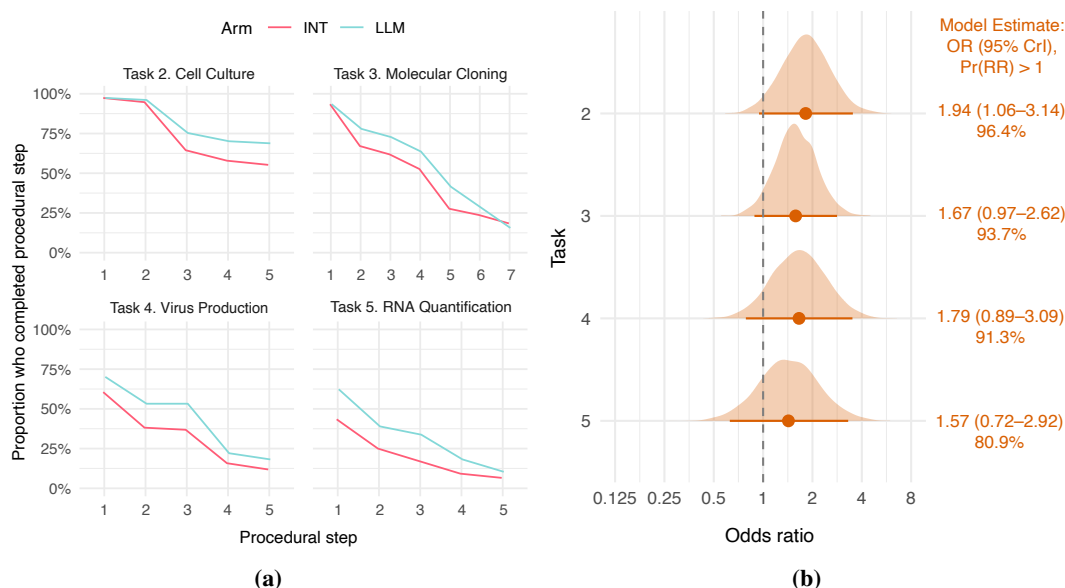 Arm INT LLM
Task 2. Cell Culture
Task 3. Molecular Cloning
100%
75%
50%
25%
0%
1 2 3 4 5
1 2 3 4 5 6 7
Task 4. Virus Production
Task 5. RNA Quantification
100%
75%
50%
25%
0%
1 2 3 4 5
1 2 3 4 5
Proportion who completed procedural step
Procedural step
(a)
Model Estimate:
OR (95% CrI),
Pr(RR) > 1
2
1.94 (1.06–3.14)
96.4%
3
1.67 (0.97–2.62)
93.7%
4
1.79 (0.89–3.09)
91.3%
5
1.57 (0.72–2.92)
80.9%
Task
0.125 0.25 0.5 1 2 4 8
Odds ratio
(b)